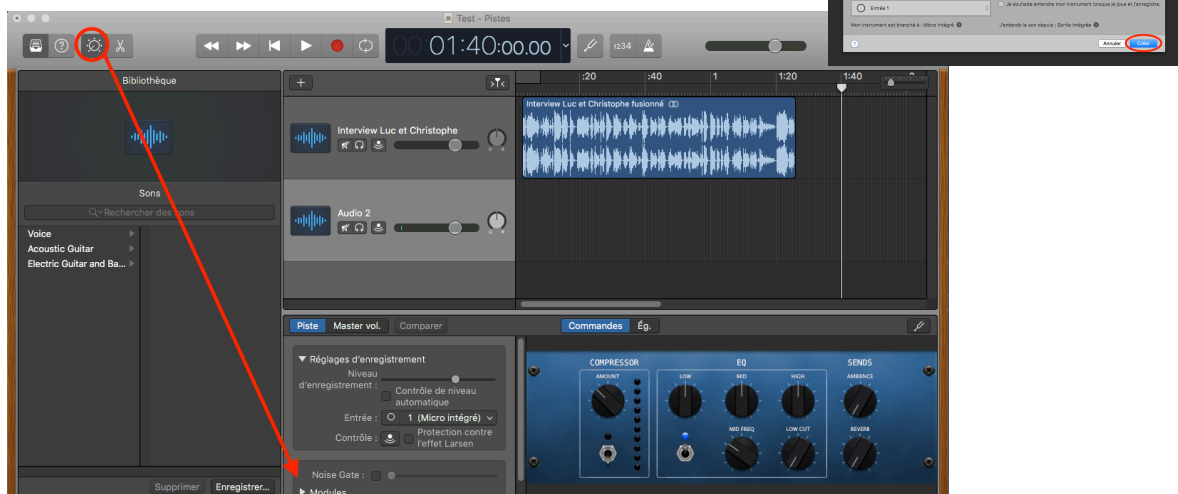 Test - Pistes
Entrée 1
Je souhaite entendre mon instrument lorsque je joue et j'enregistre.
Mon instrument est branché à : Micro intégré
J'entends le son depuis : Sortie intégrée
?
Annuler
Créer
?
00:01:40:00.00
1234
Bibliothèque
Sons
Rechercher des sons
Voice
Acoustic Guitar
Electric Guitar and Ba...
Supprimer
Enregistrer...
+
:20
:40
1
1:20
1:40
Interview Luc et Christophe
Interview Luc et Christophe fusionné
Audio 2
Piste
Master vol.
Comparer
Commandes
Ég.
Réglages d'enregistrement
Niveau
d'enregistrement :
Contrôle de niveau
automatique
Entrée :
1 (Micro intégré)
Contrôle :
Protection contre
l'effet Larsen
Noise Gate :
Modules
COMPRESSOR
AMOUNT
EQ
LOW
MID
HIGH
MID FREQ
LOW CUT
SENDS
AMBIENCE
REVERB